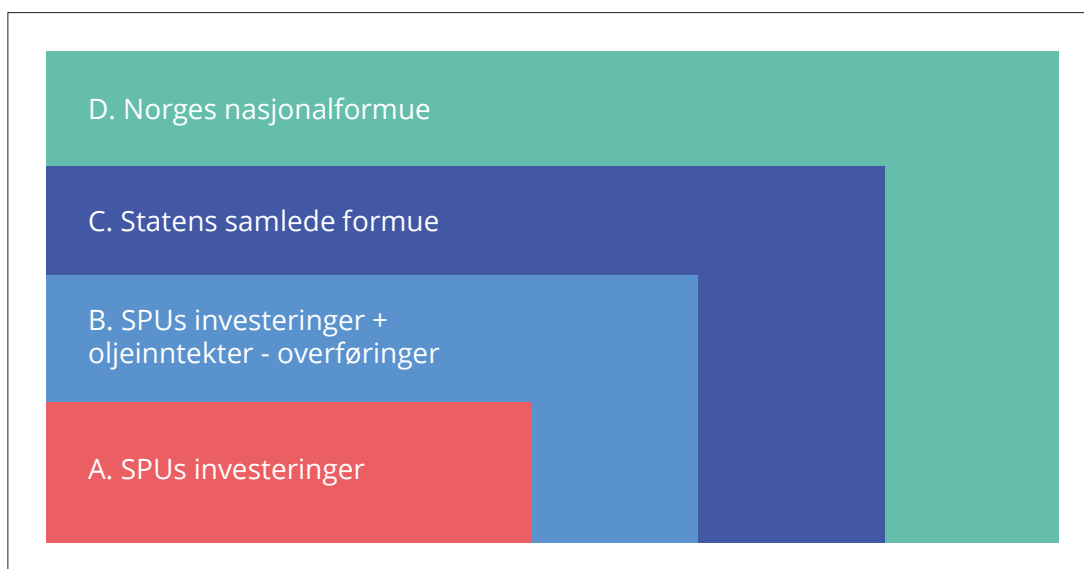 D. Norges nasjonalformue
C. Statens samlede formue
B. SPUs investeringer +
oljeinntekter - overføringer
A. SPUs investeringer